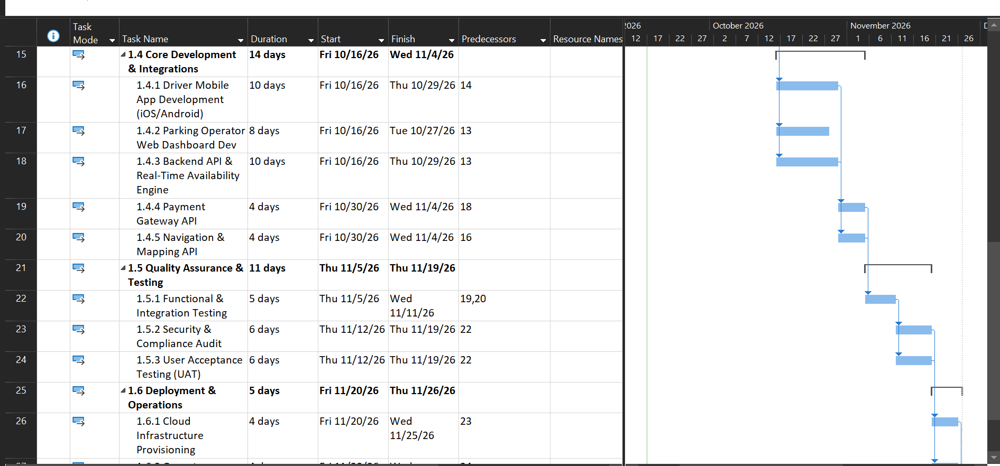 Task Mode
Task Name
Duration
Start
Finish
Predecessors
Resource Names
2026
October 2026
November 2026
12 17 22 27 2 7 12 17 22 27 1 6 11 16 21 26
15 1.4 Core Development 14 days Fri 10/16/26 Wed 11/4/26
& Integrations
16 1.4.1 Driver Mobile 10 days Fri 10/16/26 Thu 10/29/26 14
App Development
(iOS/Android)
17 1.4.2 Parking Operator 8 days Fri 10/16/26 Tue 10/27/26 13
Web Dashboard Dev
18 1.4.3 Backend API & 10 days Fri 10/16/26 Thu 10/29/26 13
Real-Time Availability
Engine
19 1.4.4 Payment 4 days Fri 10/30/26 Wed 11/4/26 18
Gateway API
20 1.4.5 Navigation & 4 days Fri 10/30/26 Wed 11/4/26 16
Mapping API
21 1.5 Quality Assurance & 11 days Thu 11/5/26 Thu 11/19/26
Testing
22 1.5.1 Functional & 5 days Thu 11/5/26 Wed 19,20
Integration Testing 11/11/26
23 1.5.2 Security & 6 days Thu 11/12/26 Thu 11/19/26 22
Compliance Audit
24 1.5.3 User Acceptance 6 days Thu 11/12/26 Thu 11/19/26 22
Testing (UAT)
25 1.6 Deployment & 5 days Fri 11/20/26 Thu 11/26/26
Operations
26 1.6.1 Cloud 4 days Fri 11/20/26 Wed 23
Infrastructure 11/25/26
Provisioning